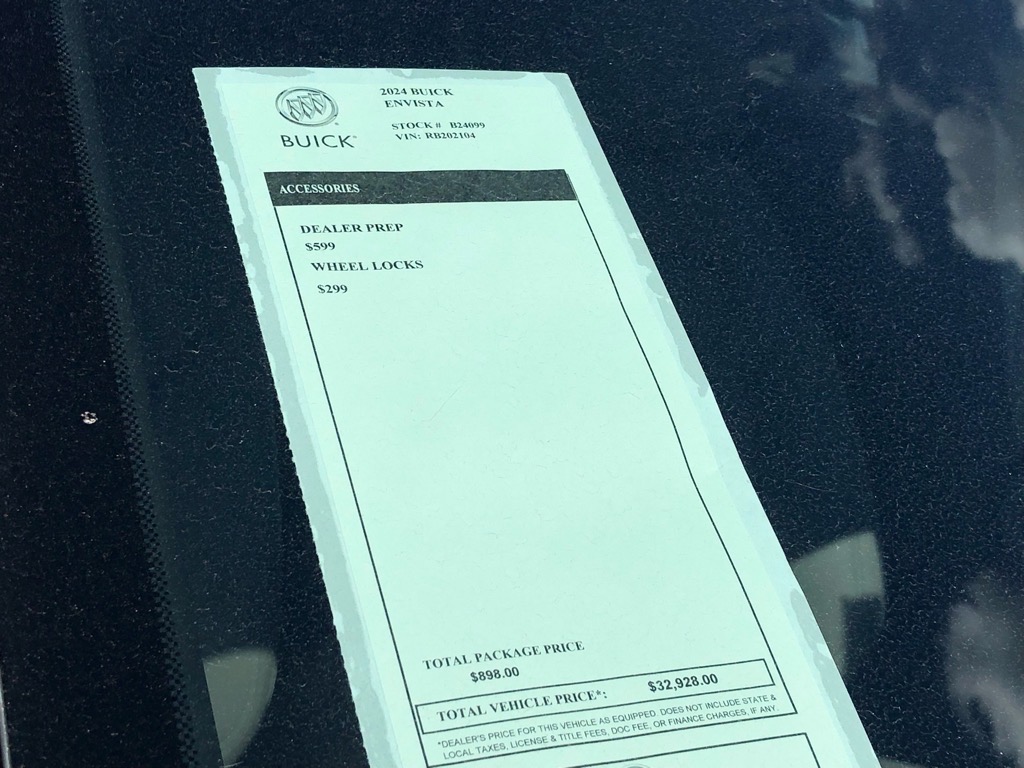 2024 BUICK
ENVISTA
STOCK # B24099
VIN: RB202104
BUICK
ACCESSORIES
DEALER PREP
$599
WHEEL LOCKS
$299
TOTAL PACKAGE PRICE
$898.00
TOTAL VEHICLE PRICE*: $32,928.00
*DEALER'S PRICE FOR THIS VEHICLE AS EQUIPPED. DOES NOT INCLUDE STATE &
LOCAL TAXES, LICENSE & TITLE FEES, DOC FEE, OR FINANCE CHARGES, IF ANY.